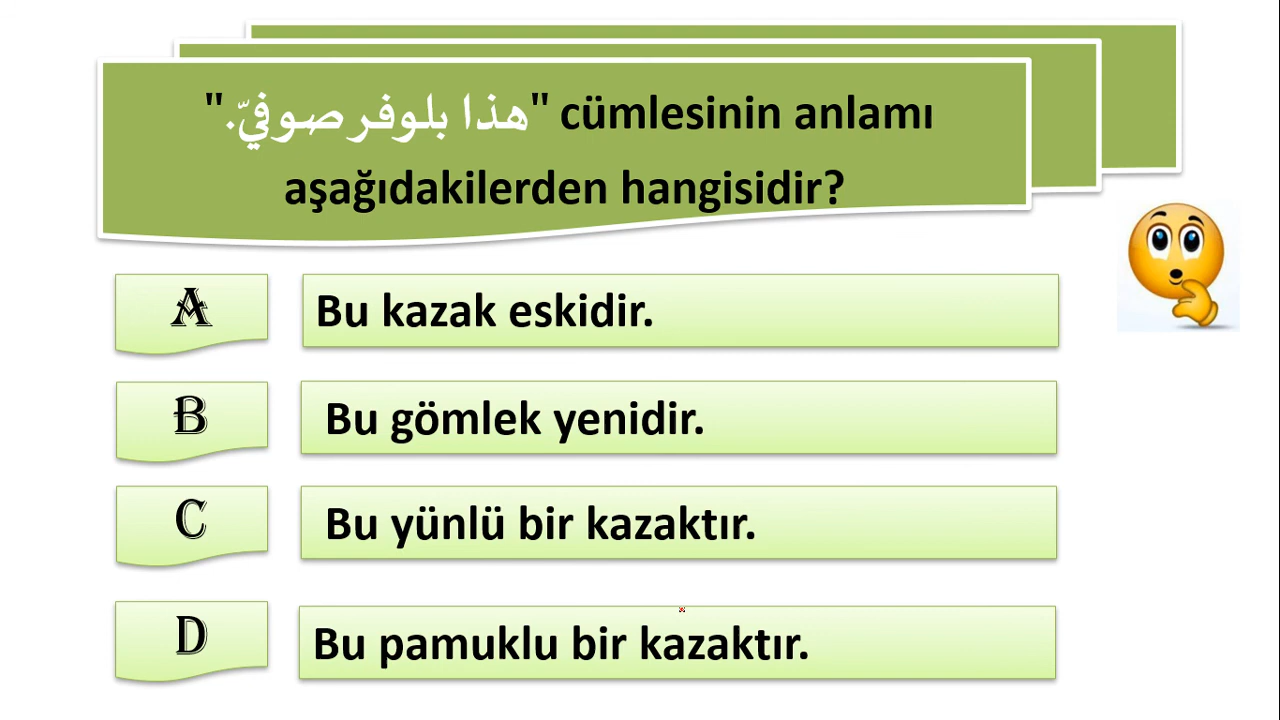 "هذا بلوفر صوفيّ." cümlesinin anlamı
aşağıdakilerden hangisidir?
A
Bu kazak eskidir.
B
Bu gömlek yenidir.
C
Bu yünlü bir kazaktır.
D
Bu pamuklu bir kazaktır.